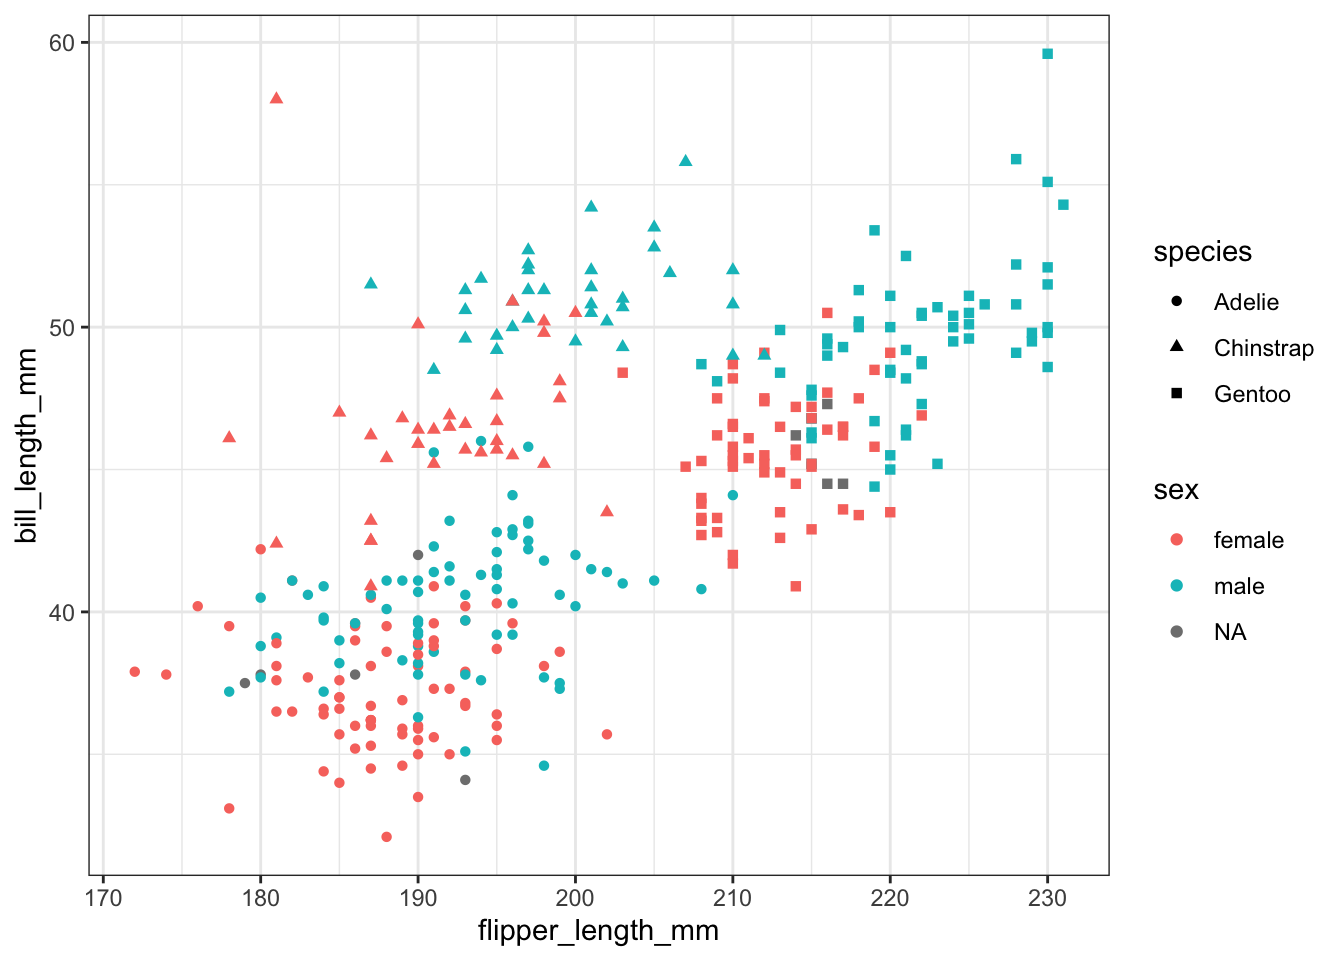 60
50
40
bill_length_mm
170 180 190 200 210 220 230
flipper_length_mm
species
Adelie
Chinstrap
Gentoo
sex
female
male
NA